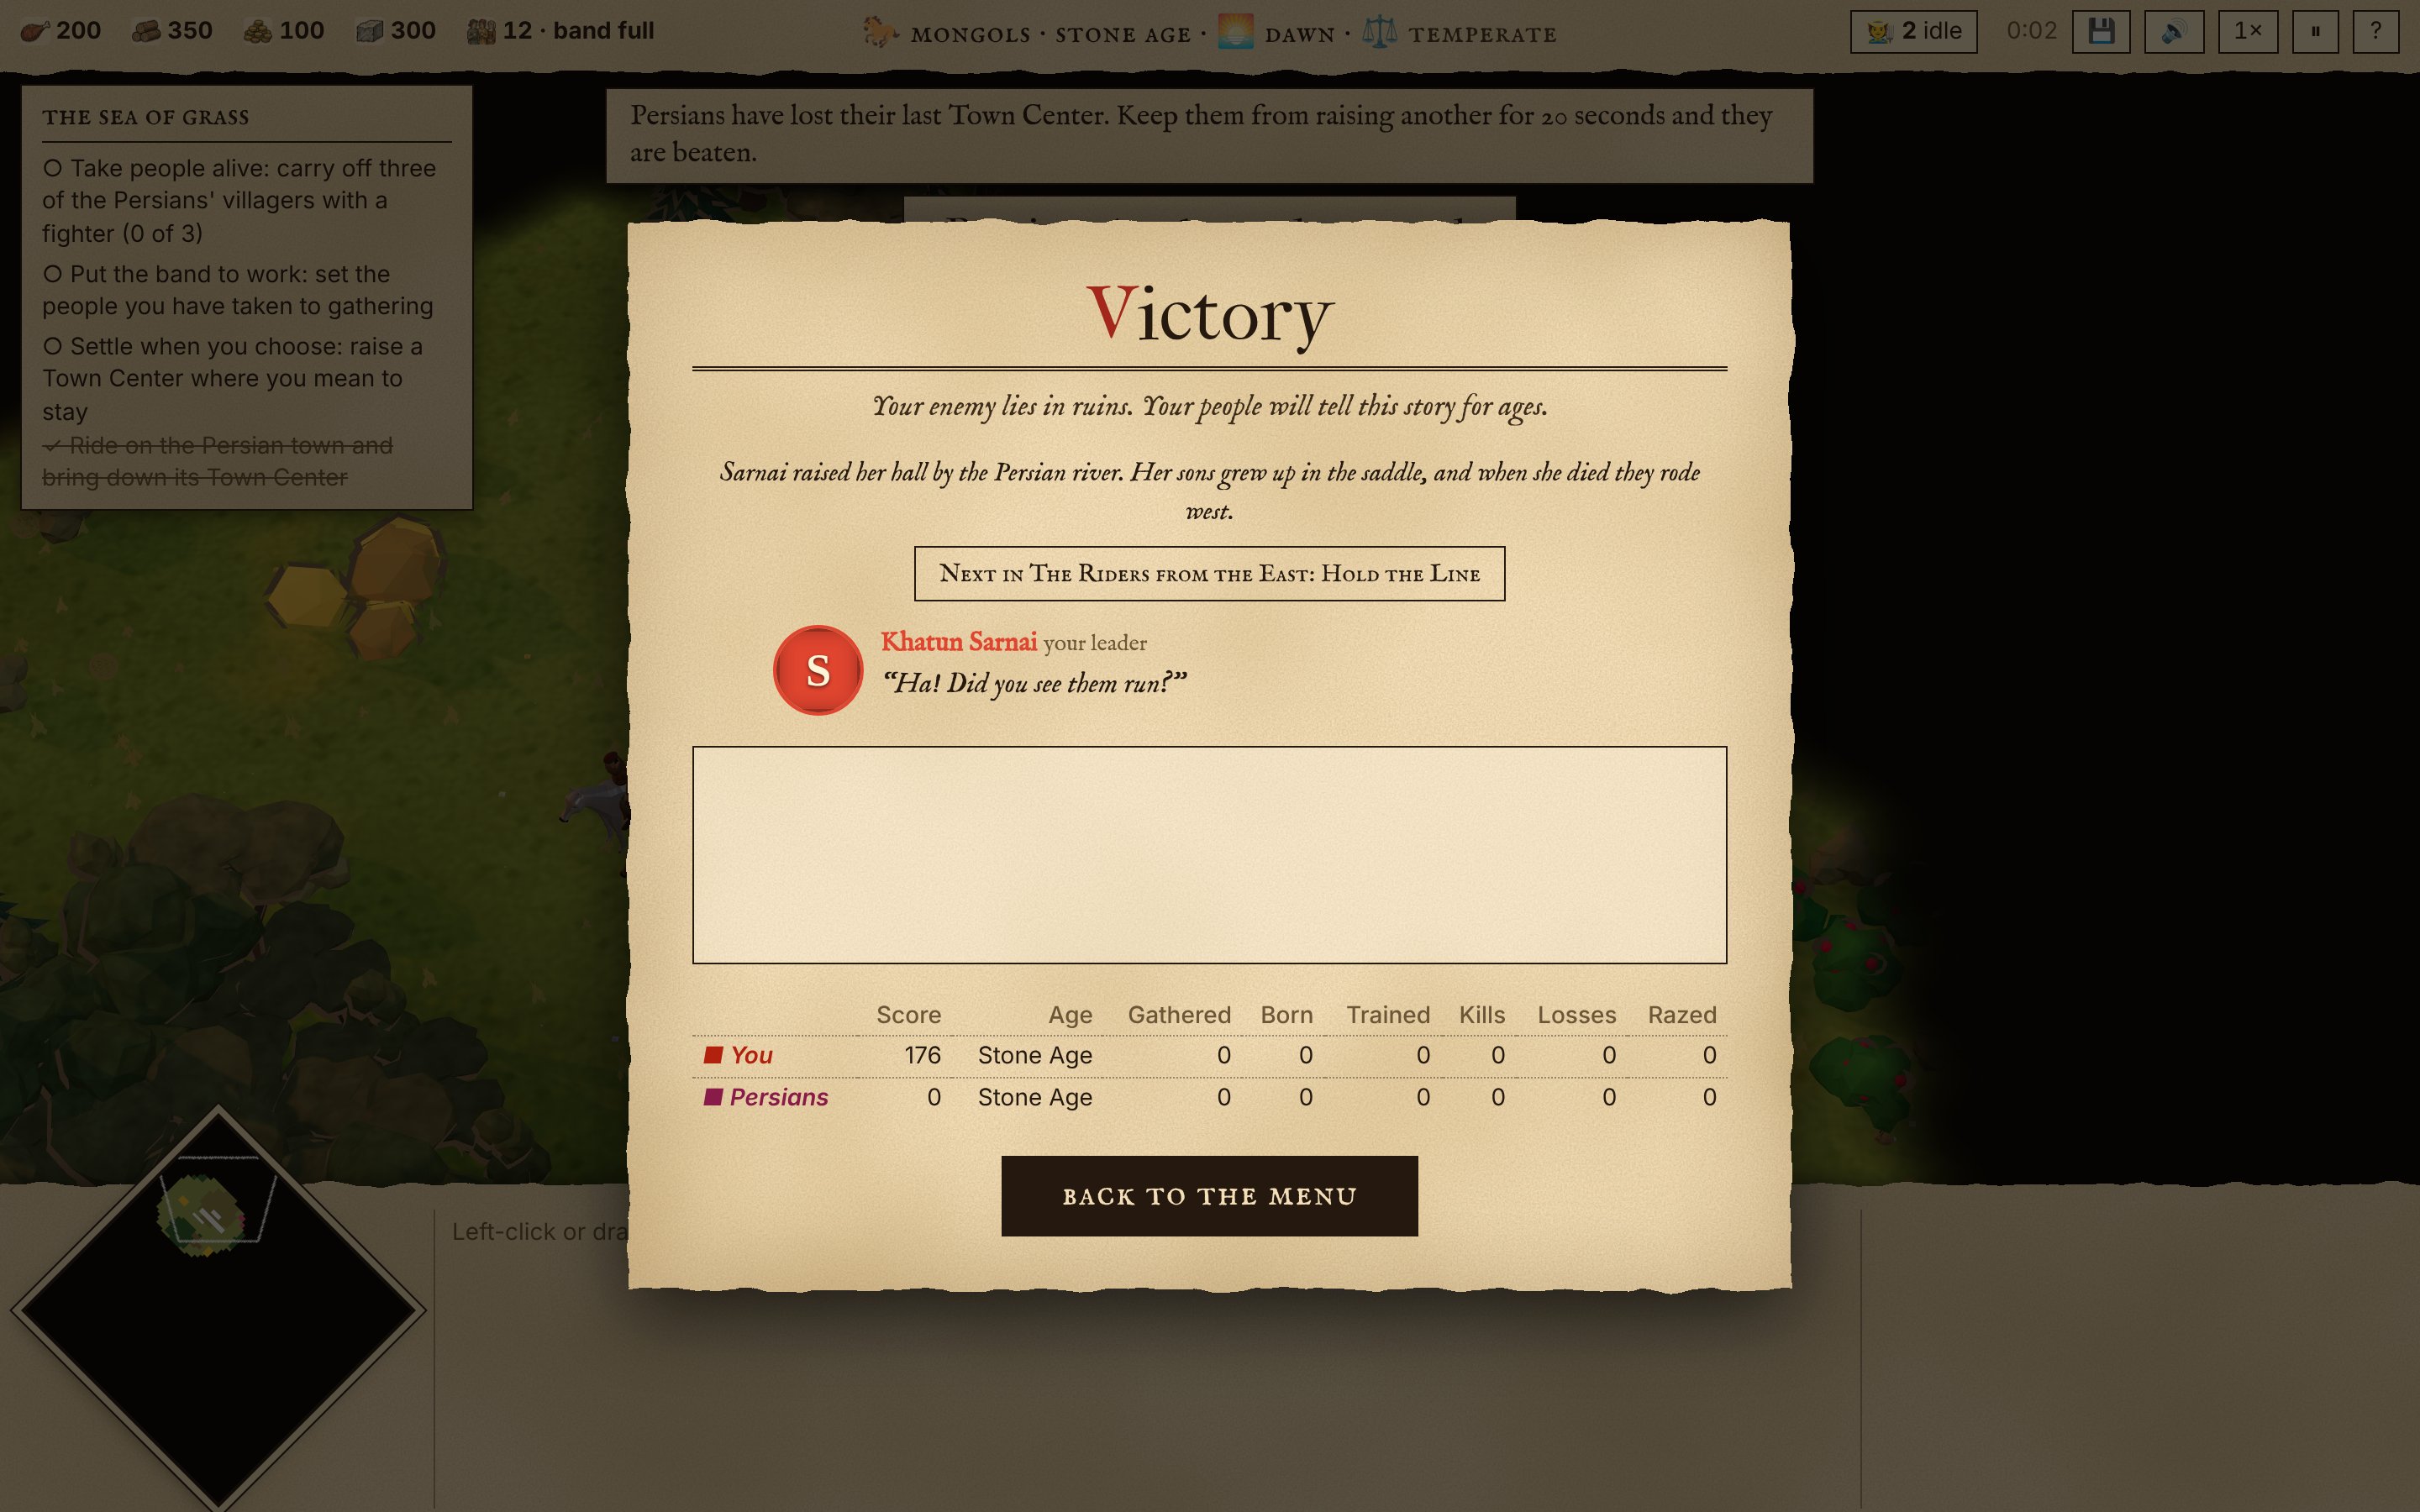 200 350 100 300 12 · band full
MONGOLS · STONE AGE · DAWN · TEMPERATE
2 idle 0:02 1× ?
THE SEA OF GRASS
Take people alive: carry off three
of the Persians' villagers with a
fighter (0 of 3)
Put the band to work: set the
people you have taken to gathering
Settle when you choose: raise a
Town Center where you mean to
stay
✓ Ride on the Persian town and
bring down its Town Center
Persians have lost their last Town Center. Keep them from raising another for 20 seconds and they
are beaten.
Victory
Your enemy lies in ruins. Your people will tell this story for ages.
Sarnai raised her hall by the Persian river. Her sons grew up in the saddle, and when she died they rode
west.
Next in The Riders from the East: Hold the Line
S
Khatun Sarnai your leader
“Ha! Did you see them run?”
Score Age Gathered Born Trained Kills Losses Razed
You 176 Stone Age 0 0 0 0 0 0
Persians 0 Stone Age 0 0 0 0 0 0
BACK TO THE MENU
Left-click or dra